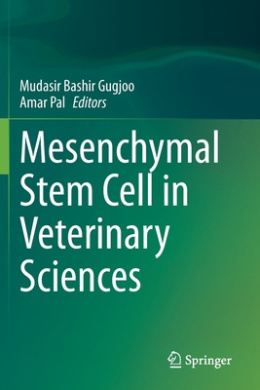 Mudasir Bashir Gugjoo
Amar Pal Editors
Mesenchymal
Stem Cell in
Veterinary
Sciences
Springer